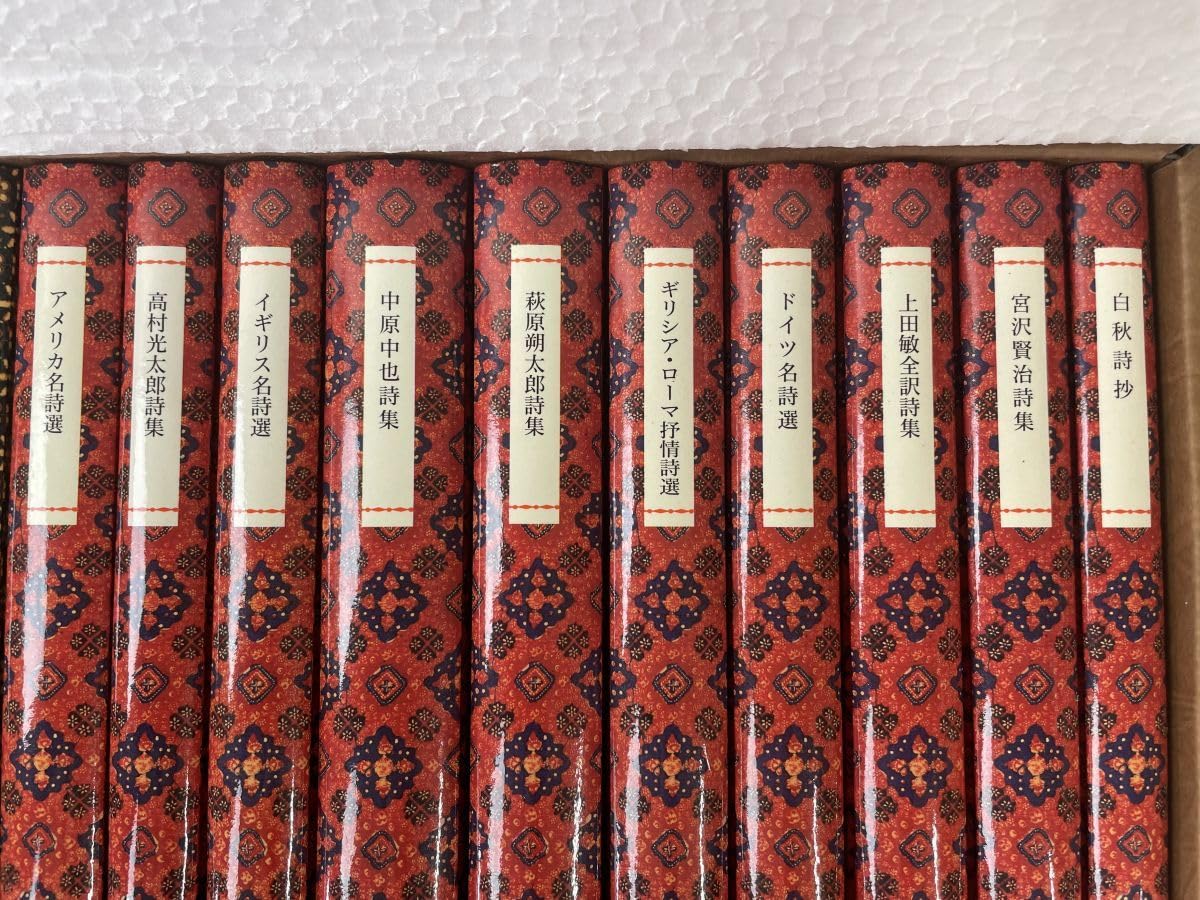 アメリカ名詩選
高村光太郎詩集
イギリス名詩選
中原中也詩集
萩原朔太郎詩集
ギリシア・ローマ抒情詩選
ドイツ名詩選
上田敏全訳詩集
宮沢賢治詩集
白秋詩抄